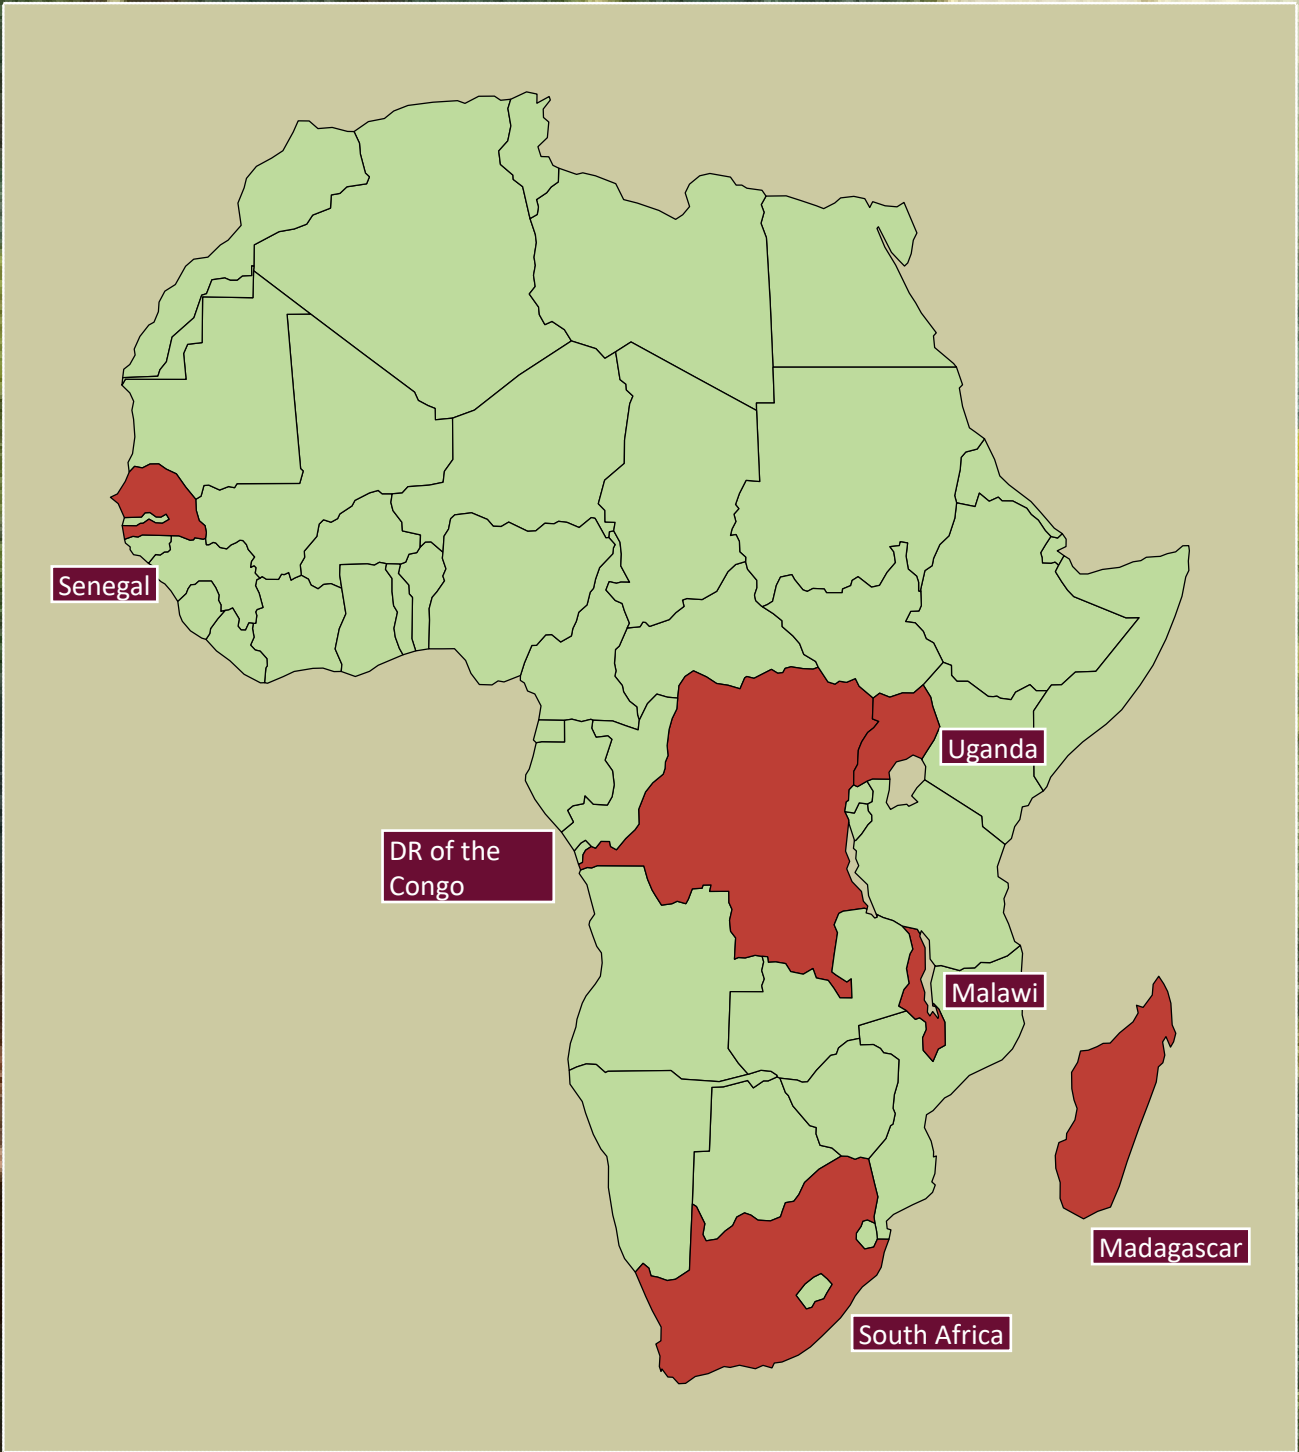 Senegal
Uganda
DR of the
Congo
Malawi
Madagascar
South Africa